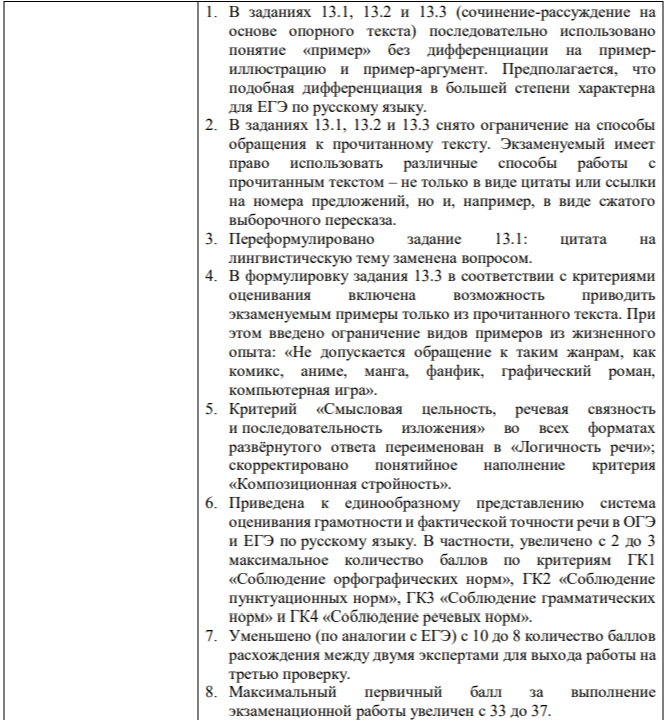 1. В заданиях 13.1, 13.2 и 13.3 (сочинение-рассуждение на
основе опорного текста) последовательно использовано
понятие «пример» без дифференциации на пример-
иллюстрацию и пример-аргумент. Предполагается, что
подобная дифференциация в большей степени характерна
для ЕГЭ по русскому языку.
2. В заданиях 13.1, 13.2 и 13.3 снято ограничение на способы
обращения к прочитанному тексту. Экзаменуемый имеет
право использовать различные способы работы с
прочитанным текстом – не только в виде цитаты или ссылки
на номера предложений, но и, например, в виде сжатого
выборочного пересказа.
3. Переформулировано задание 13.1: цитата на
лингвистическую тему заменена вопросом.
4. В формулировку задания 13.3 в соответствии с критериями
оценивания включена возможность приводить
экзаменуемым примеры только из прочитанного текста. При
этом введено ограничение видов примеров из жизненного
опыта: «Не допускается обращение к таким жанрам, как
комикс, аниме, манга, фанфик, графический роман,
компьютерная игра».
5. Критерий «Смысловая цельность, речевая связность
и последовательность изложения» во всех форматах
развёрнутого ответа переименован в «Логичность речи»;
скорректировано понятийное наполнение критерия
«Композиционная стройность».
6. Приведена к единообразному представлению система
оценивания грамотности и фактической точности речи в ОГЭ
и ЕГЭ по русскому языку. В частности, увеличено с 2 до 3
максимальное количество баллов по критериям ГК1
«Соблюдение орфографических норм», ГК2 «Соблюдение
пунктуационных норм», ГК3 «Соблюдение грамматических
норм» и ГК4 «Соблюдение речевых норм».
7. Уменьшено (по аналогии с ЕГЭ) с 10 до 8 количество баллов
расхождения между двумя экспертами для выхода работы на
третью проверку.
8. Максимальный первичный балл за выполнение
экзаменационной работы увеличен с 33 до 37.